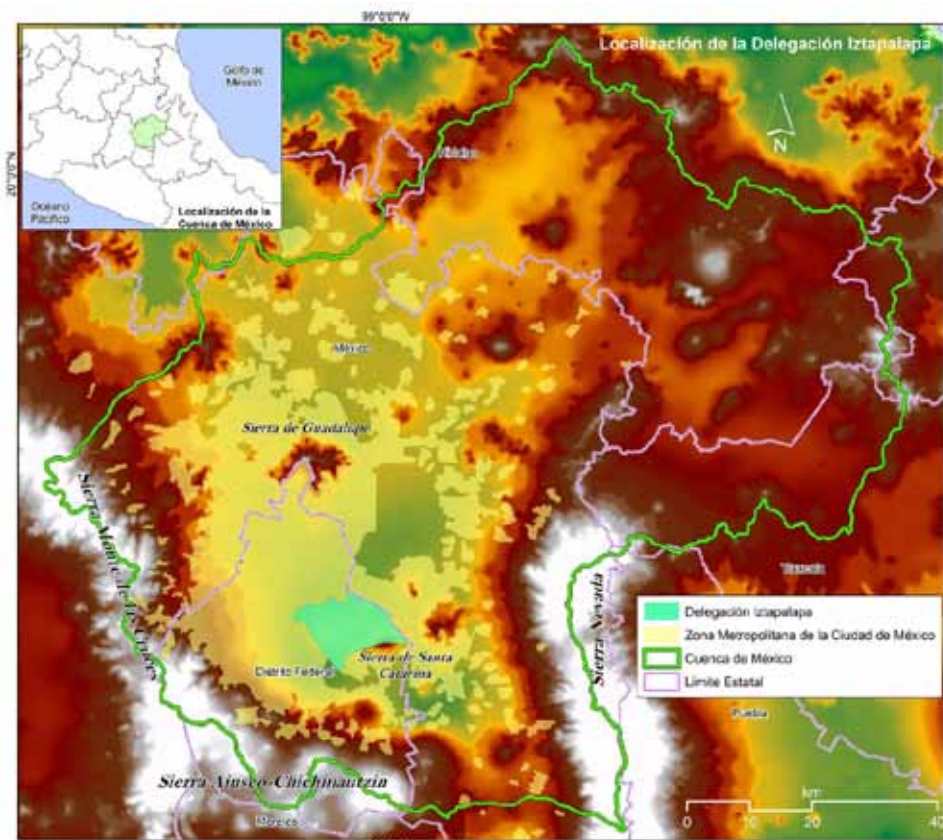 99°0'0"W
Localización de la Delegación Iztapalapa
Golfo de
México
N
20°0'0"N
Hidalgo
Océano
Pacífico
Localización de la
Cuenca de México
México
Sierra de Guadalupe
Sierra Monte de las Cruces
Tlaxcala
Sierra Nevada
Delegación Iztapalapa
Zona Metropolitana de la Ciudad de México
Cuenca de México
Límite Estatal
Sierra de Santa
Catarina
Distrito Federal
Puebla
Sierra Ajusco-Chichinautzin
Morelos
km
0 10 20 40